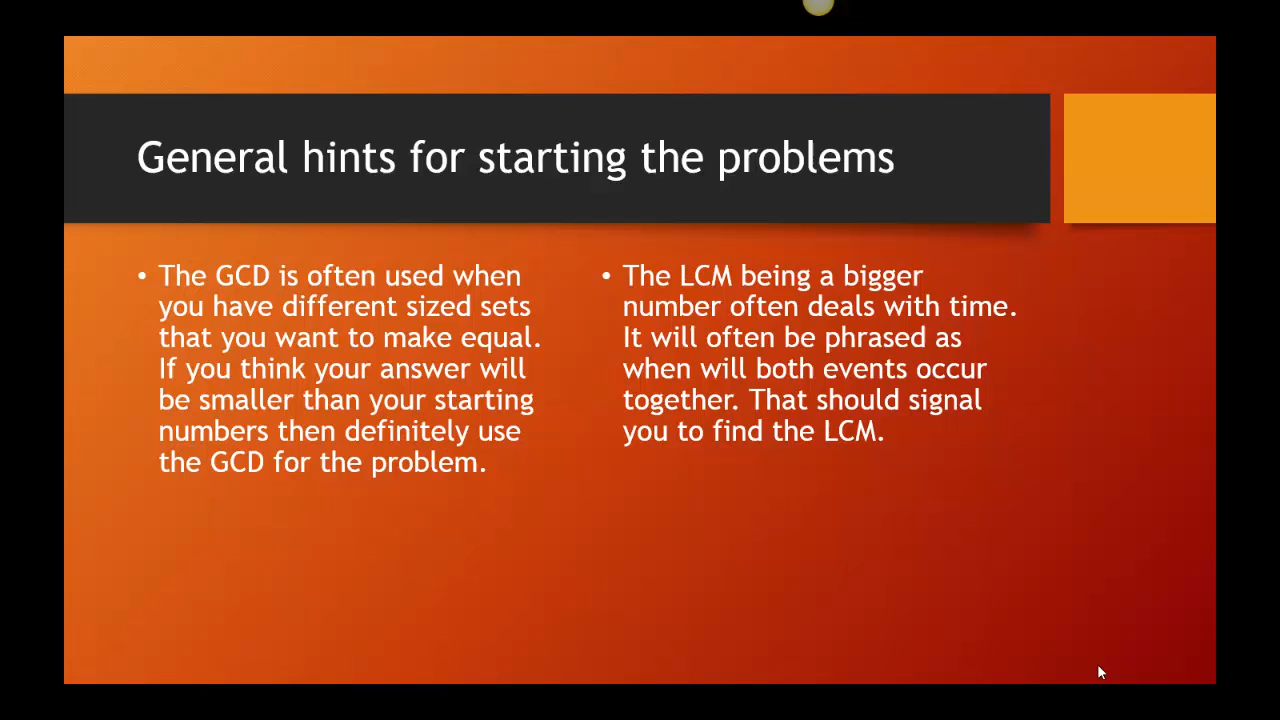 General hints for starting the problems
• The GCD is often used when
you have different sized sets
that you want to make equal.
If you think your answer will
be smaller than your starting
numbers then definitely use
the GCD for the problem.
• The LCM being a bigger
number often deals with time.
It will often be phrased as
when will both events occur
together. That should signal
you to find the LCM.